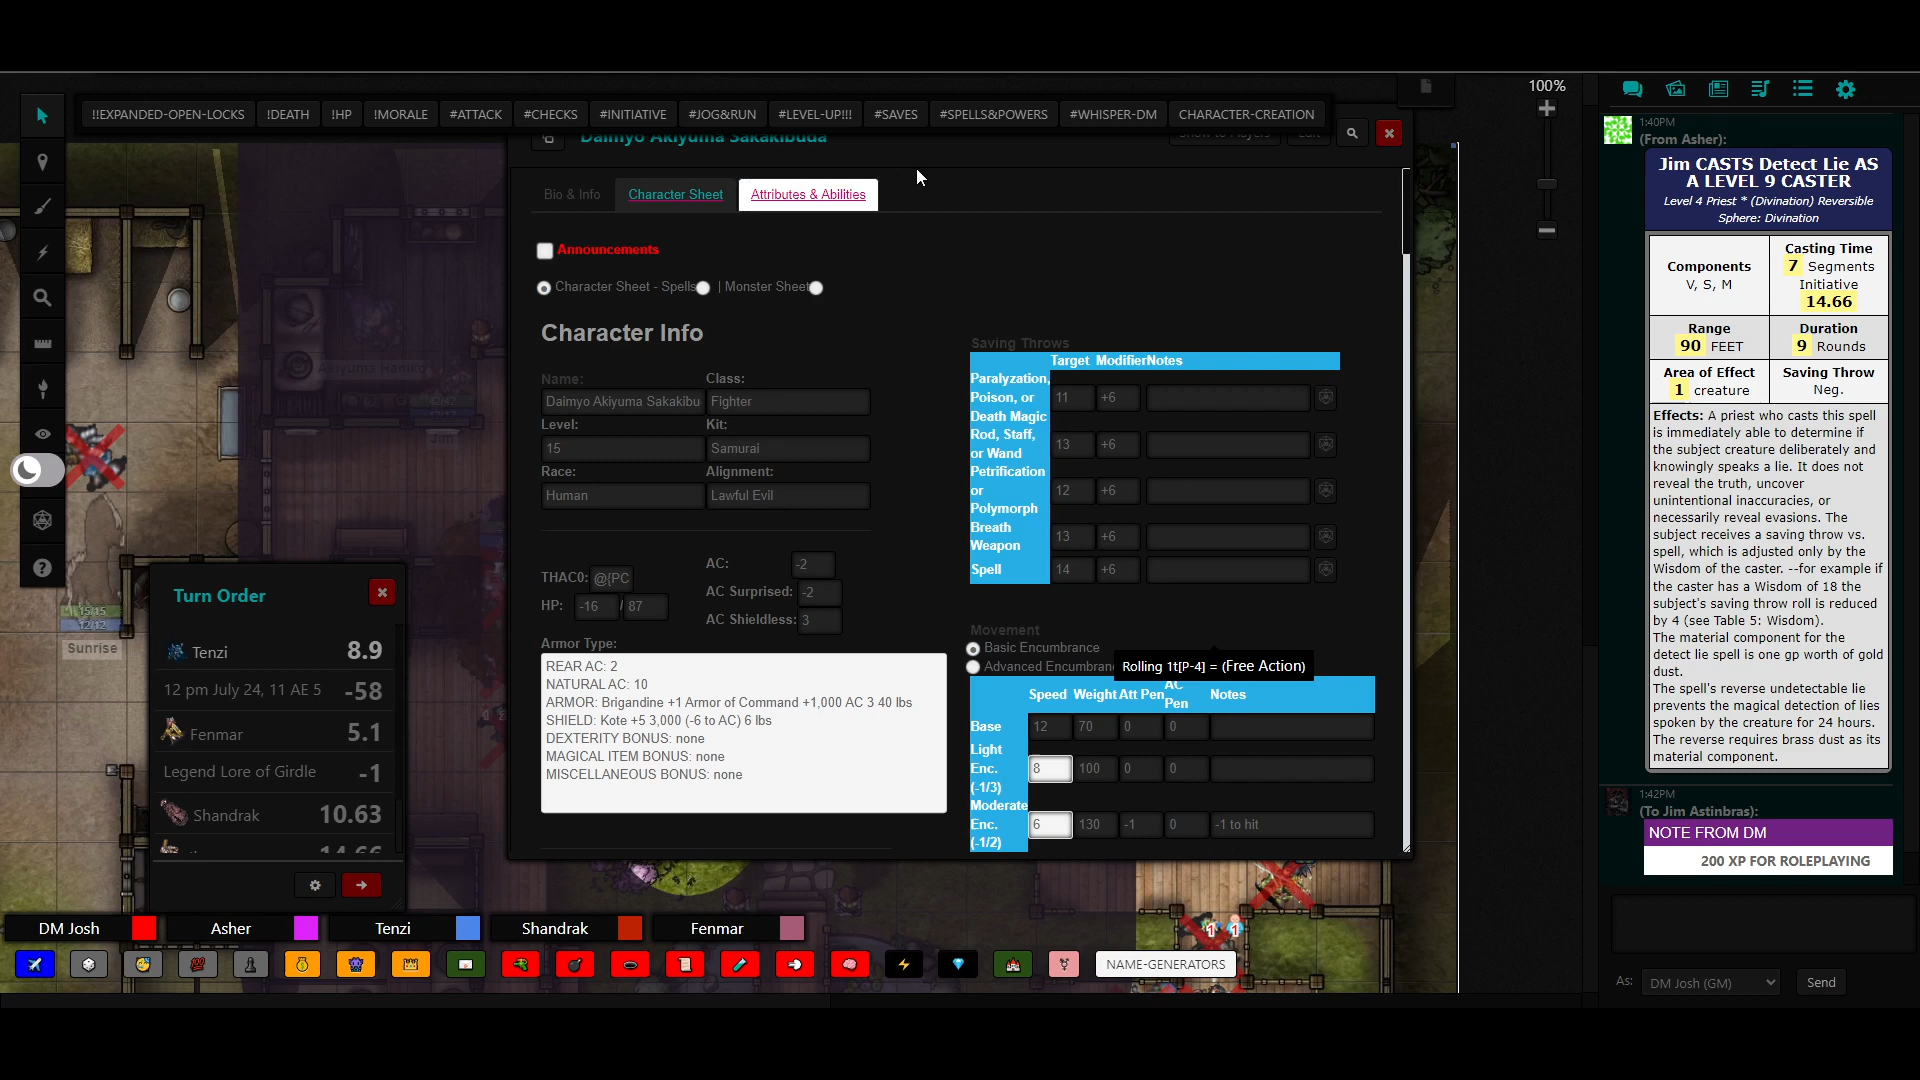 100%
!!EXPANDED-OPEN-LOCKS !DEATH !HP !MORALE #ATTACK #CHECKS #INITIATIVE #JOG&RUN #LEVEL-UP!!! #SAVES #SPELLS&POWERS #WHISPER-DM CHARACTER-CREATION
Daimyo Akiyuma Sakakibuda
Show to Players Edit
Bio & Info Character Sheet Attributes & Abilities
Announcements
Character Sheet - Spells | Monster Sheet
Character Info
Name: Class:
Daimyo Akiyuma Sakakibu Fighter
Level: Kit:
15 Samurai
Race: Alignment:
Human Lawful Evil
THAC0: @{PC
HP: -16 / 87
AC: -2
AC Surprised: -2
AC Shieldless: 3
Armor Type:
REAR AC: 2
NATURAL AC: 10
ARMOR: Brigandine +1 Armor of Command +1,000 AC 3 40 lbs
SHIELD: Kote +5 3,000 (-6 to AC) 6 lbs
DEXTERITY BONUS: none
MAGICAL ITEM BONUS: none
MISCELLANEOUS BONUS: none
Saving Throws
Target Modifier Notes
Paralyzation,
Poison, or
Death Magic
11 +6
Rod, Staff,
or Wand
13 +6
Petrification
or
Polymorph
12 +6
Breath
Weapon
13 +6
Spell 14 +6
Movement
Basic Encumbrance
Advanced Encumbran
Rolling 1t[P-4] = (Free Action)
Speed Weight Att Pen AC Pen Notes
Base 12 70 0 0
Light
Enc.
(-1/3)
8 100 0 0
Moderate
Enc.
(-1/2)
6 130 -1 0 -1 to hit
Akiyuma Haniko
Jim
15/15
12/12
Sunrise
Turn Order
Tenzi 8.9
12 pm July 24, 11 AE 5 -58
Fenmar 5.1
Legend Lore of Girdle -1
Shandrak 10.63
14.66
DM Josh Asher Tenzi Shandrak Fenmar
NAME-GENERATORS
1 1
1:40PM
(From Asher):
Jim CASTS Detect Lie AS
A LEVEL 9 CASTER
Level 4 Priest * (Divination) Reversible
Sphere: Divination
Components
V, S, M
Casting Time
7 Segments
Initiative
14.66
Range
90 FEET
Duration
9 Rounds
Area of Effect
1 creature
Saving Throw
Neg.
Effects: A priest who casts this spell
is immediately able to determine if
the subject creature deliberately and
knowingly speaks a lie. It does not
reveal the truth, uncover
unintentional inaccuracies, or
necessarily reveal evasions. The
subject receives a saving throw vs.
spell, which is adjusted only by the
Wisdom of the caster. --for example if
the caster has a Wisdom of 18 the
subject's saving throw roll is reduced
by 4 (see Table 5: Wisdom).
The material component for the
detect lie spell is one gp worth of gold
dust.
The spell's reverse undetectable lie
prevents the magical detection of lies
spoken by the creature for 24 hours.
The reverse requires brass dust as its
material component.
1:42PM
(To Jim Astinbras):
NOTE FROM DM
200 XP FOR ROLEPLAYING
As: DM Josh (GM) Send